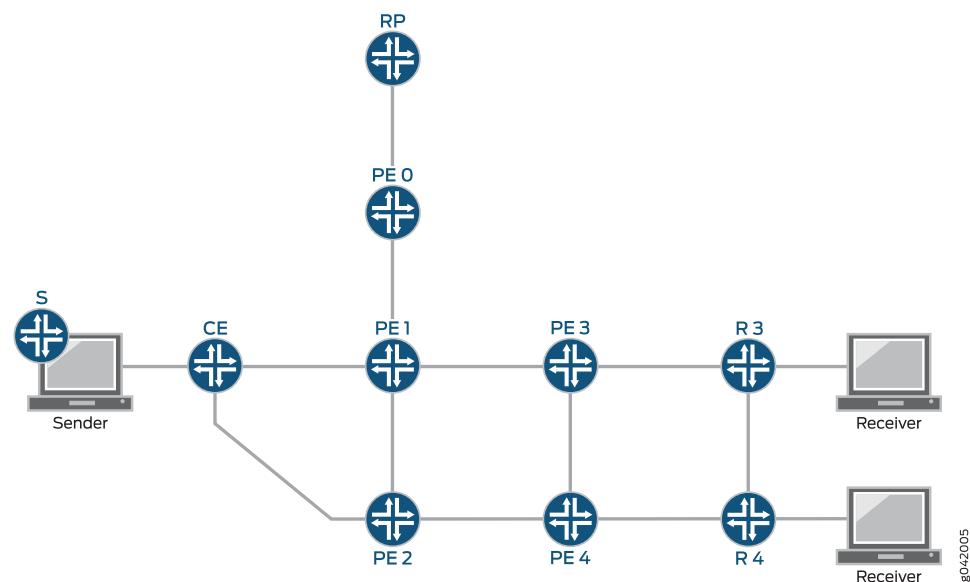 RP
PE 0
S
CE
PE 1
PE 3
R 3
Sender
Receiver
PE 2
PE 4
R 4
Receiver
g042005